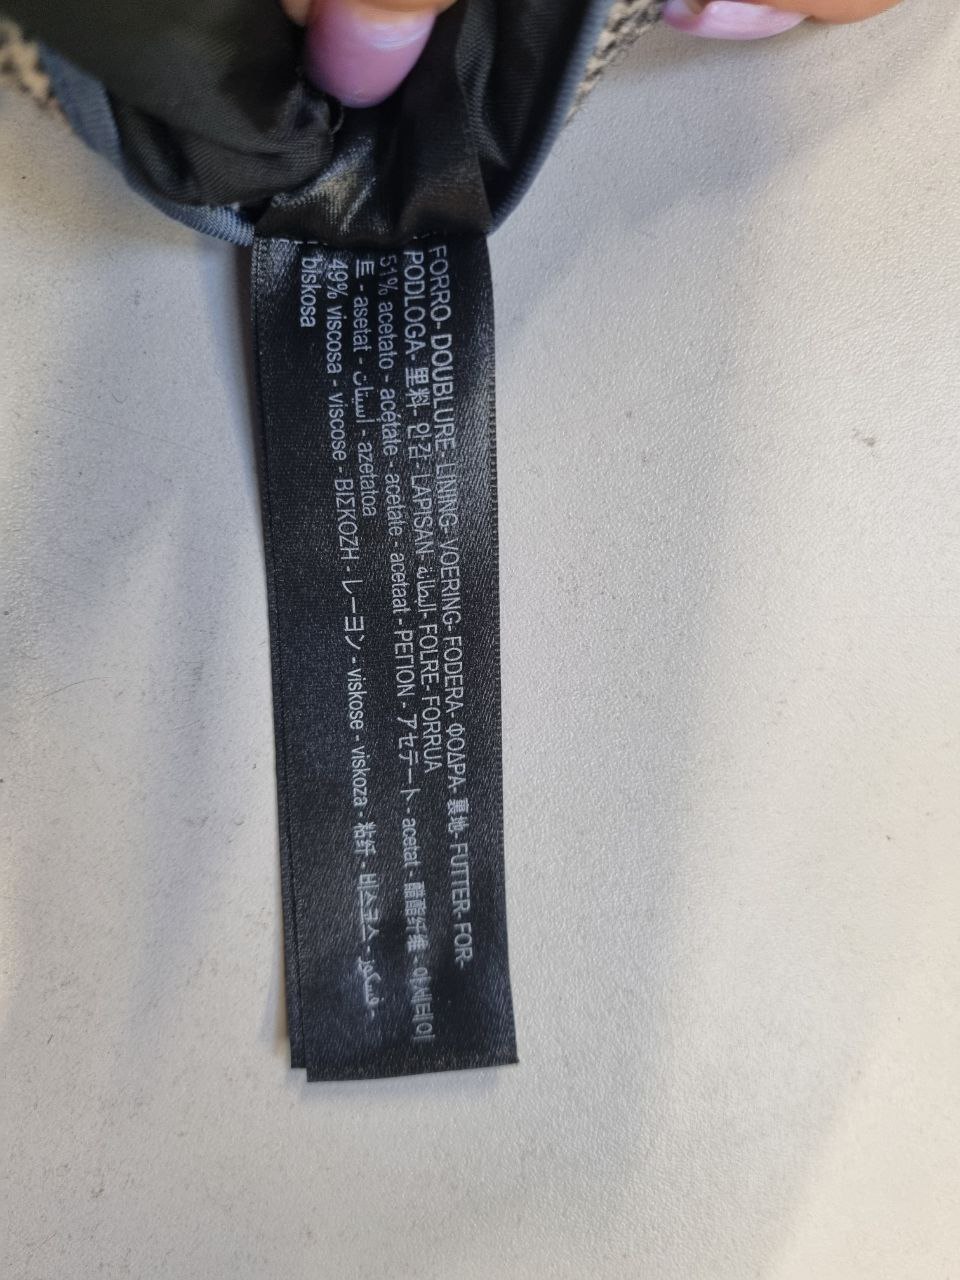 FORRO- DOUBLURE- LINING- VOERING- FODERA- ΦΟΔΡΑ- 裏地- FUTTER- FOR-
PODLOGA- 里料- 안감- LAPISAN- البطانة- FOLRE- FORRUA
51% acetato - acétate - acetate - acetaat - ΡΕΓΙΟΝ - アセテート - acetat - 醋酯纤维 - 아세테이
트 - asetat - أسيتات - azetatoa
49% viscosa - viscose - ΒΙΣΚΟΖΗ - レーヨン - viskose - viskoza - 粘纤 - 비스코스 - فسكوز -
biskosa